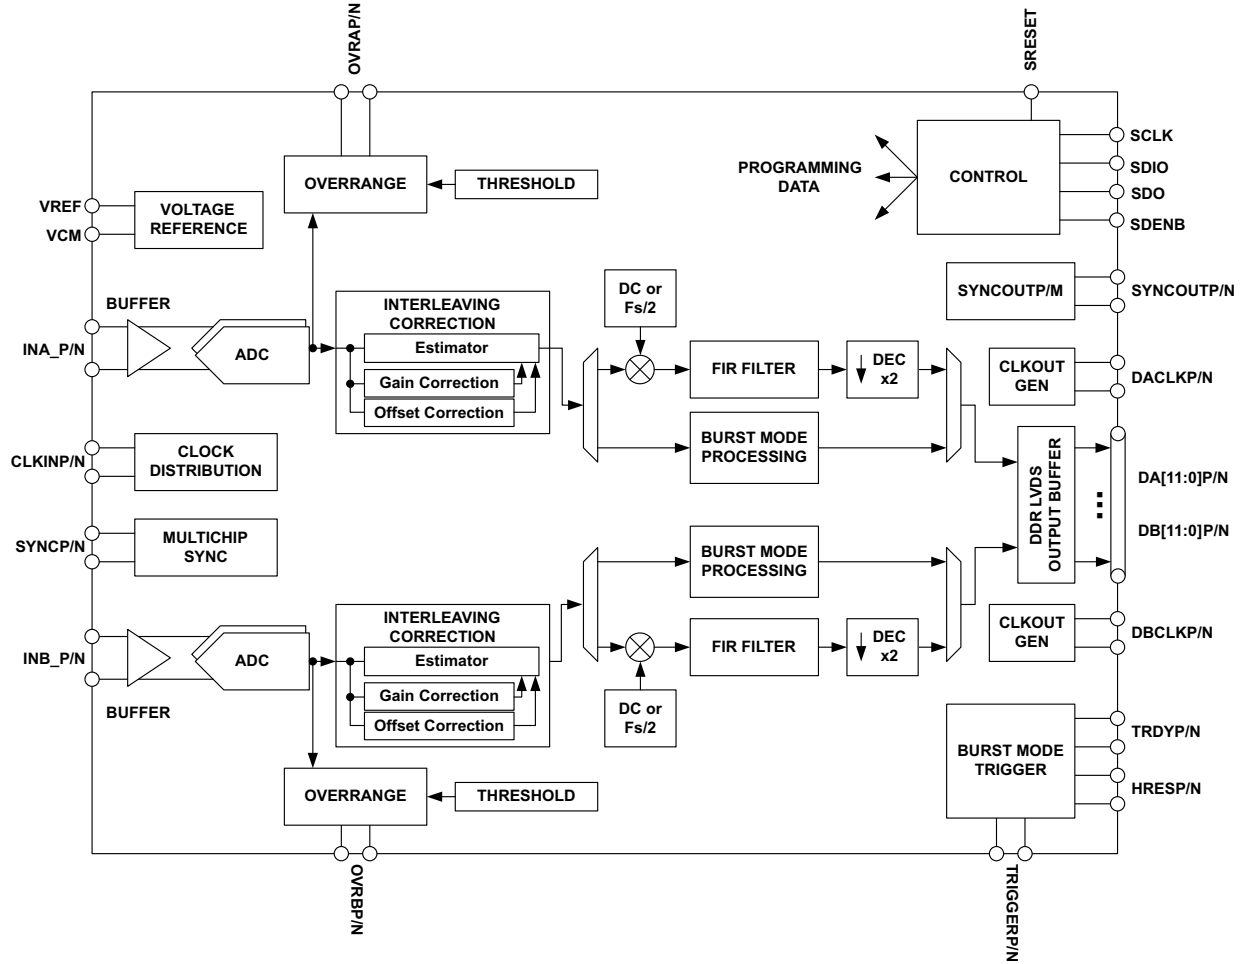 OVRAP/N
SRESET
SCLK
SDIO
SDO
SDENB
PROGRAMMING
DATA
CONTROL
OVERRANGE
THRESHOLD
VREF
VCM
VOLTAGE
REFERENCE
SYNCOUTP/M
SYNCOUTP/N
BUFFER
INA_P/N
ADC
INTERLEAVING
CORRECTION
Estimator
Gain Correction
Offset Correction
DC or
Fs/2
FIR FILTER
DEC
x2
CLKOUT
GEN
DACLKP/N
BURST MODE
PROCESSING
CLKINP/N
CLOCK
DISTRIBUTION
DDR LVDS
OUTPUT BUFFER
...
DA[11:0]P/N
DB[11:0]P/N
SYNCP/N
MULTICHIP
SYNC
BURST MODE
PROCESSING
INB_P/N
ADC
BUFFER
INTERLEAVING
CORRECTION
Estimator
Gain Correction
Offset Correction
FIR FILTER
DEC
x2
DC or
Fs/2
CLKOUT
GEN
DBCLKP/N
BURST MODE
TRIGGER
TRDYP/N
HRESP/N
OVERRANGE
THRESHOLD
OVRBP/N
TRIGGERP/N